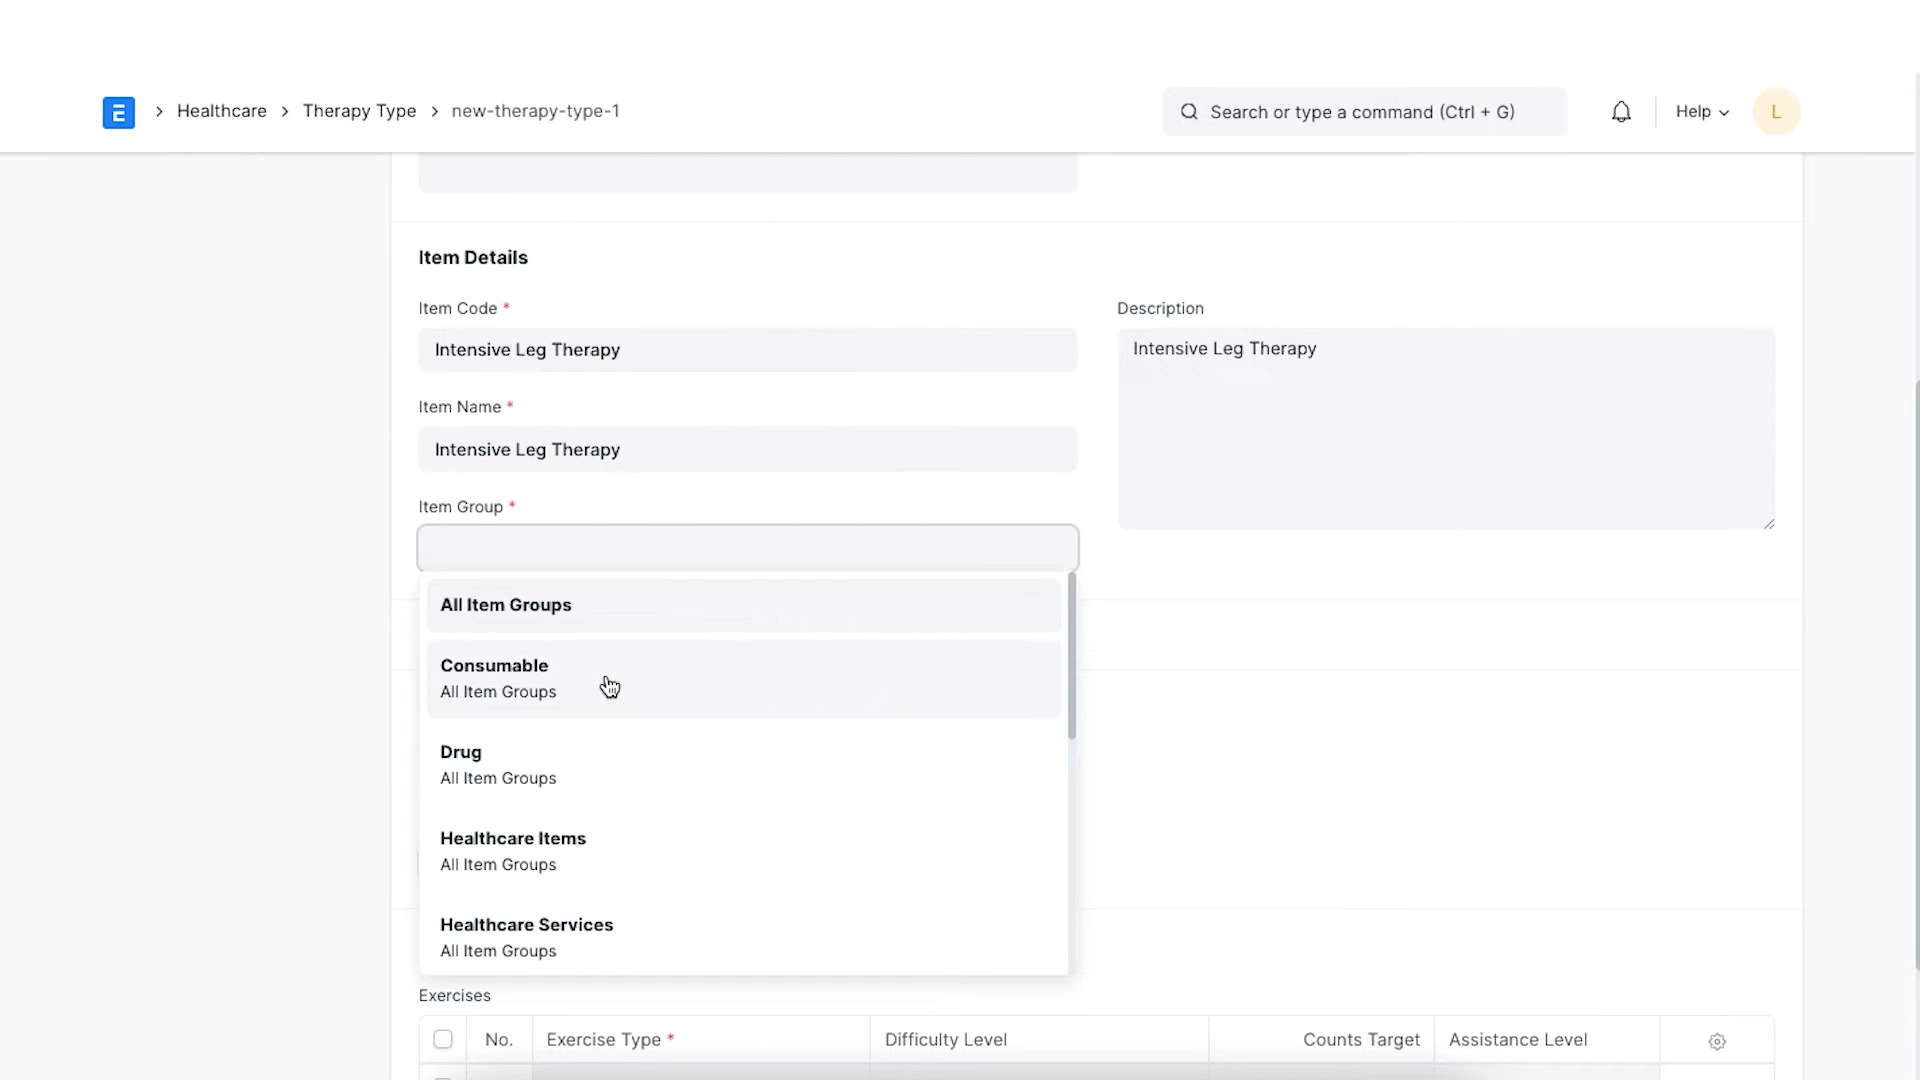 Healthcare
Therapy Type
new-therapy-type-1
Search or type a command (Ctrl + G)
Help
L
Item Details
Item Code *
Intensive Leg Therapy
Description
Intensive Leg Therapy
Item Name *
Intensive Leg Therapy
Item Group *
All Item Groups
Consumable
All Item Groups
Drug
All Item Groups
Healthcare Items
All Item Groups
Healthcare Services
All Item Groups
Exercises
No.
Exercise Type *
Difficulty Level
Counts Target
Assistance Level